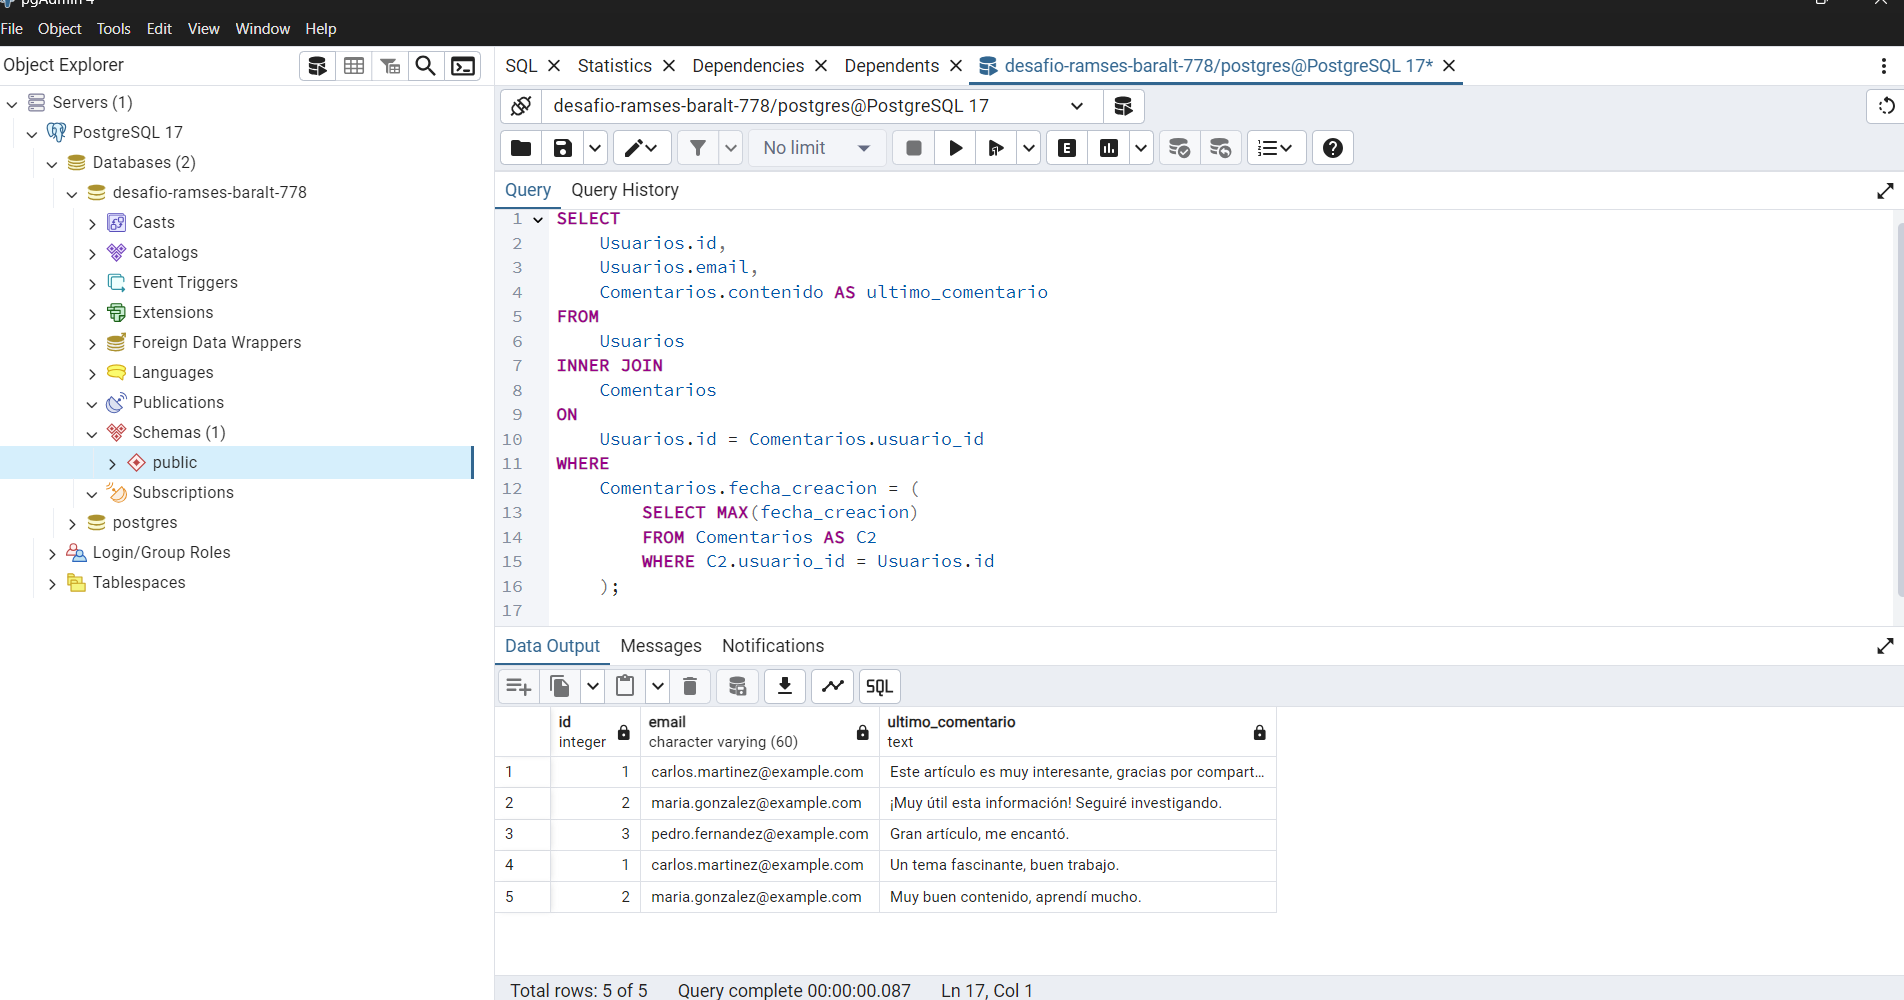 pgAdmin 4
File Object Tools Edit View Window Help
Object Explorer
SQL Statistics Dependencies Dependents desafio-ramses-baralt-778/postgres@PostgreSQL 17*
Servers (1)
PostgreSQL 17
Databases (2)
desafio-ramses-baralt-778
Casts
Catalogs
Event Triggers
Extensions
Foreign Data Wrappers
Languages
Publications
Schemas (1)
public
Subscriptions
postgres
Login/Group Roles
Tablespaces
desafio-ramses-baralt-778/postgres@PostgreSQL 17
No limit
E
Query Query History
1 SELECT
2 Usuarios.id,
3 Usuarios.email,
4 Comentarios.contenido AS ultimo_comentario
5 FROM
6 Usuarios
7 INNER JOIN
8 Comentarios
9 ON
10 Usuarios.id = Comentarios.usuario_id
11 WHERE
12 Comentarios.fecha_creacion = (
13 SELECT MAX(fecha_creacion)
14 FROM Comentarios AS C2
15 WHERE C2.usuario_id = Usuarios.id
16 );
17
Data Output Messages Notifications
SQL
id email ultimo_comentario
integer character varying (60) text
1 1 carlos.martinez@example.com Este artículo es muy interesante, gracias por compart...
2 2 maria.gonzalez@example.com ¡Muy útil esta información! Seguiré investigando.
3 3 pedro.fernandez@example.com Gran artículo, me encantó.
4 1 carlos.martinez@example.com Un tema fascinante, buen trabajo.
5 2 maria.gonzalez@example.com Muy buen contenido, aprendí mucho.
Total rows: 5 of 5 Query complete 00:00:00.087 Ln 17, Col 1